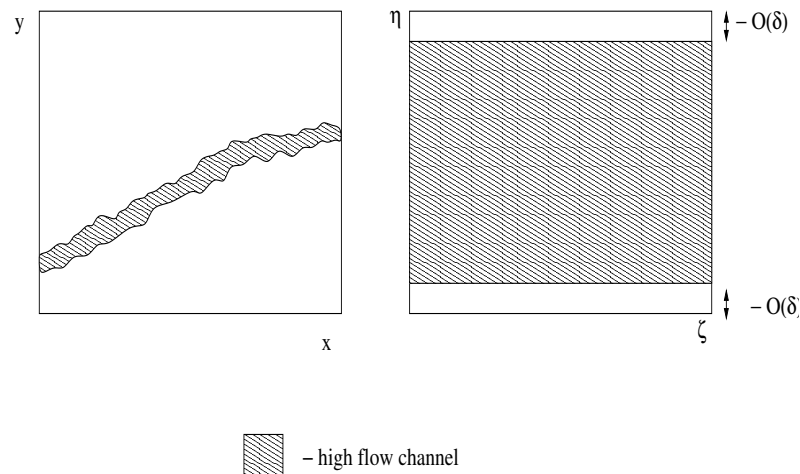 y
x
η
– O(δ)
– O(δ)
ζ
– high flow channel